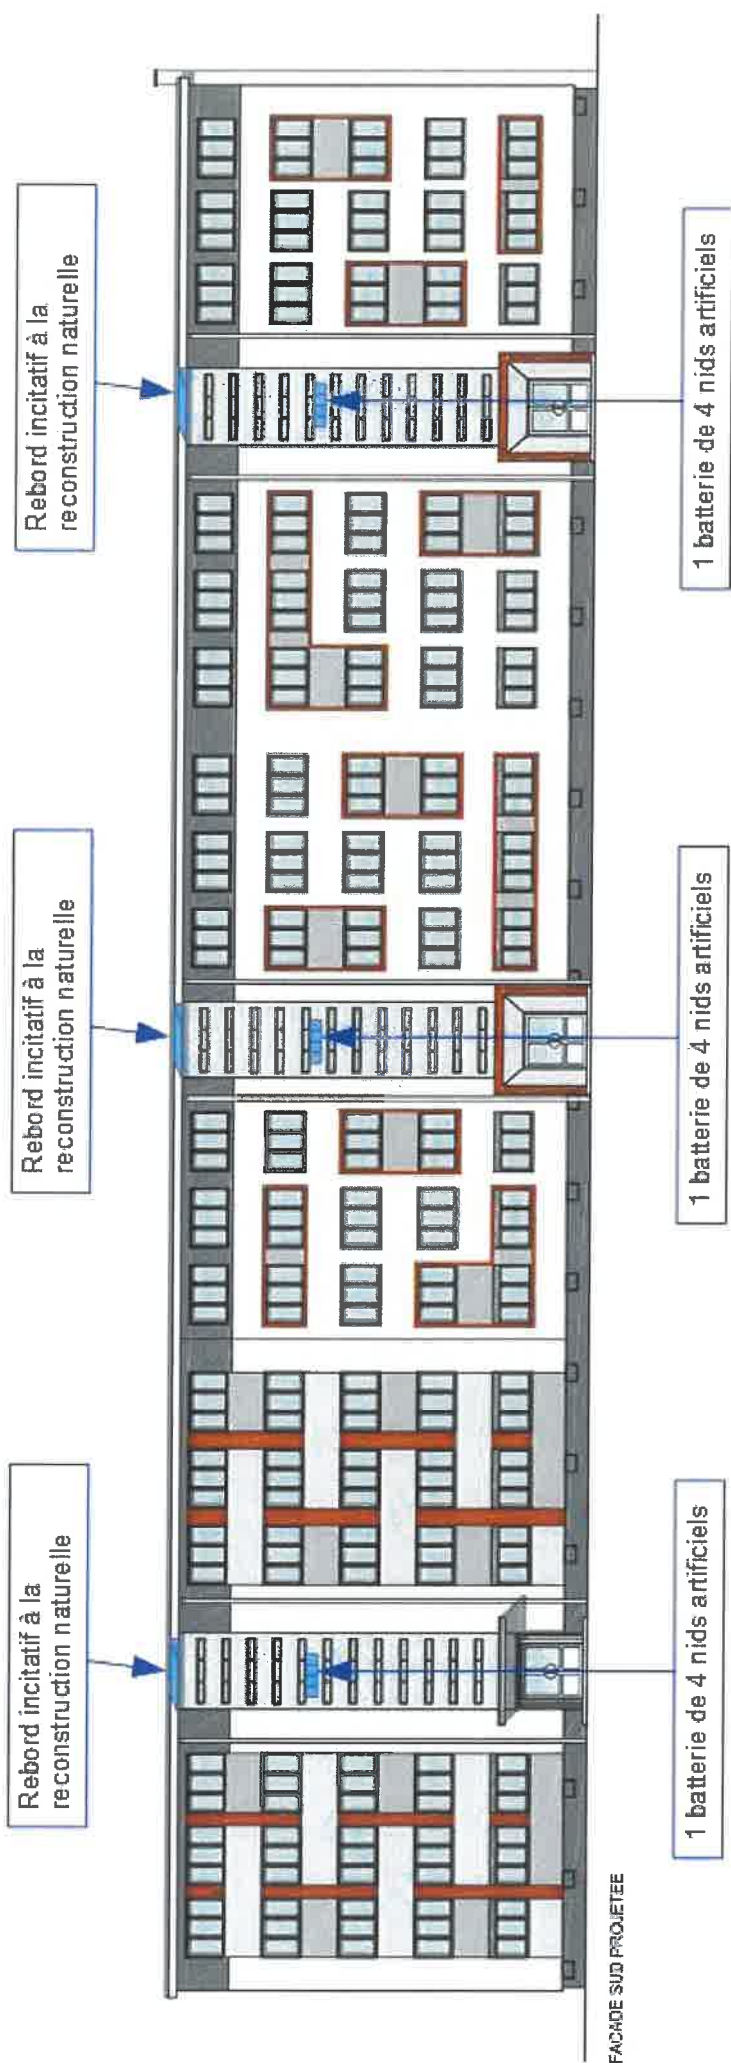 Rebord incitatif à la
reconstruction naturelle
Rebord incitatif à la
reconstruction naturelle
Rebord incitatif à la
reconstruction naturelle
1 batterie de 4 nids artificiels
1 batterie de 4 nids artificiels
1 batterie de 4 nids artificiels
FACADE SUD PROJETEE